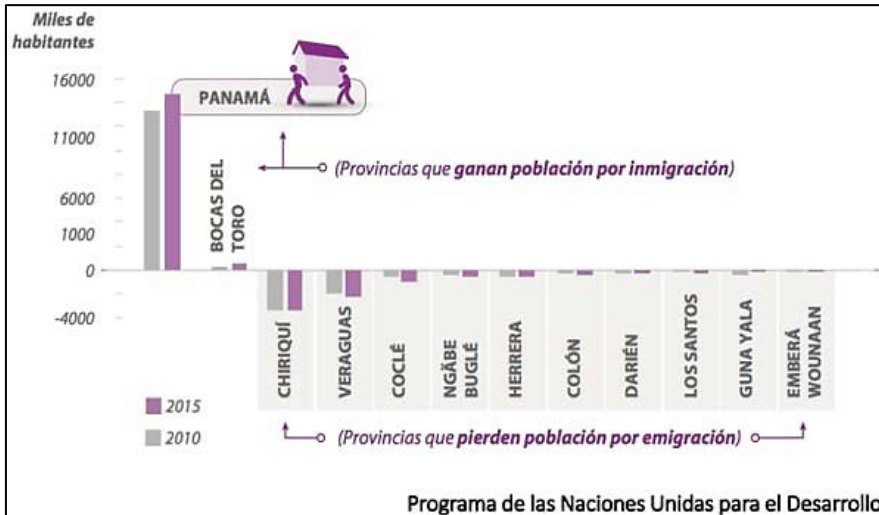 Miles de
habitantes
16000
11000
6000
1000
0
-4000
PANAMÁ
(Provincias que ganan población por inmigración)
BOCAS DEL
TORO
CHIRIQUÍ
VERAGUAS
COCLÉ
NGÄBE
BUGLÉ
HERRERA
COLÓN
DARIÉN
LOS SANTOS
GUNA YALA
EMBERÁ
WOUNAAN
2015
2010
(Provincias que pierden población por emigración)
Programa de las Naciones Unidas para el Desarrollo